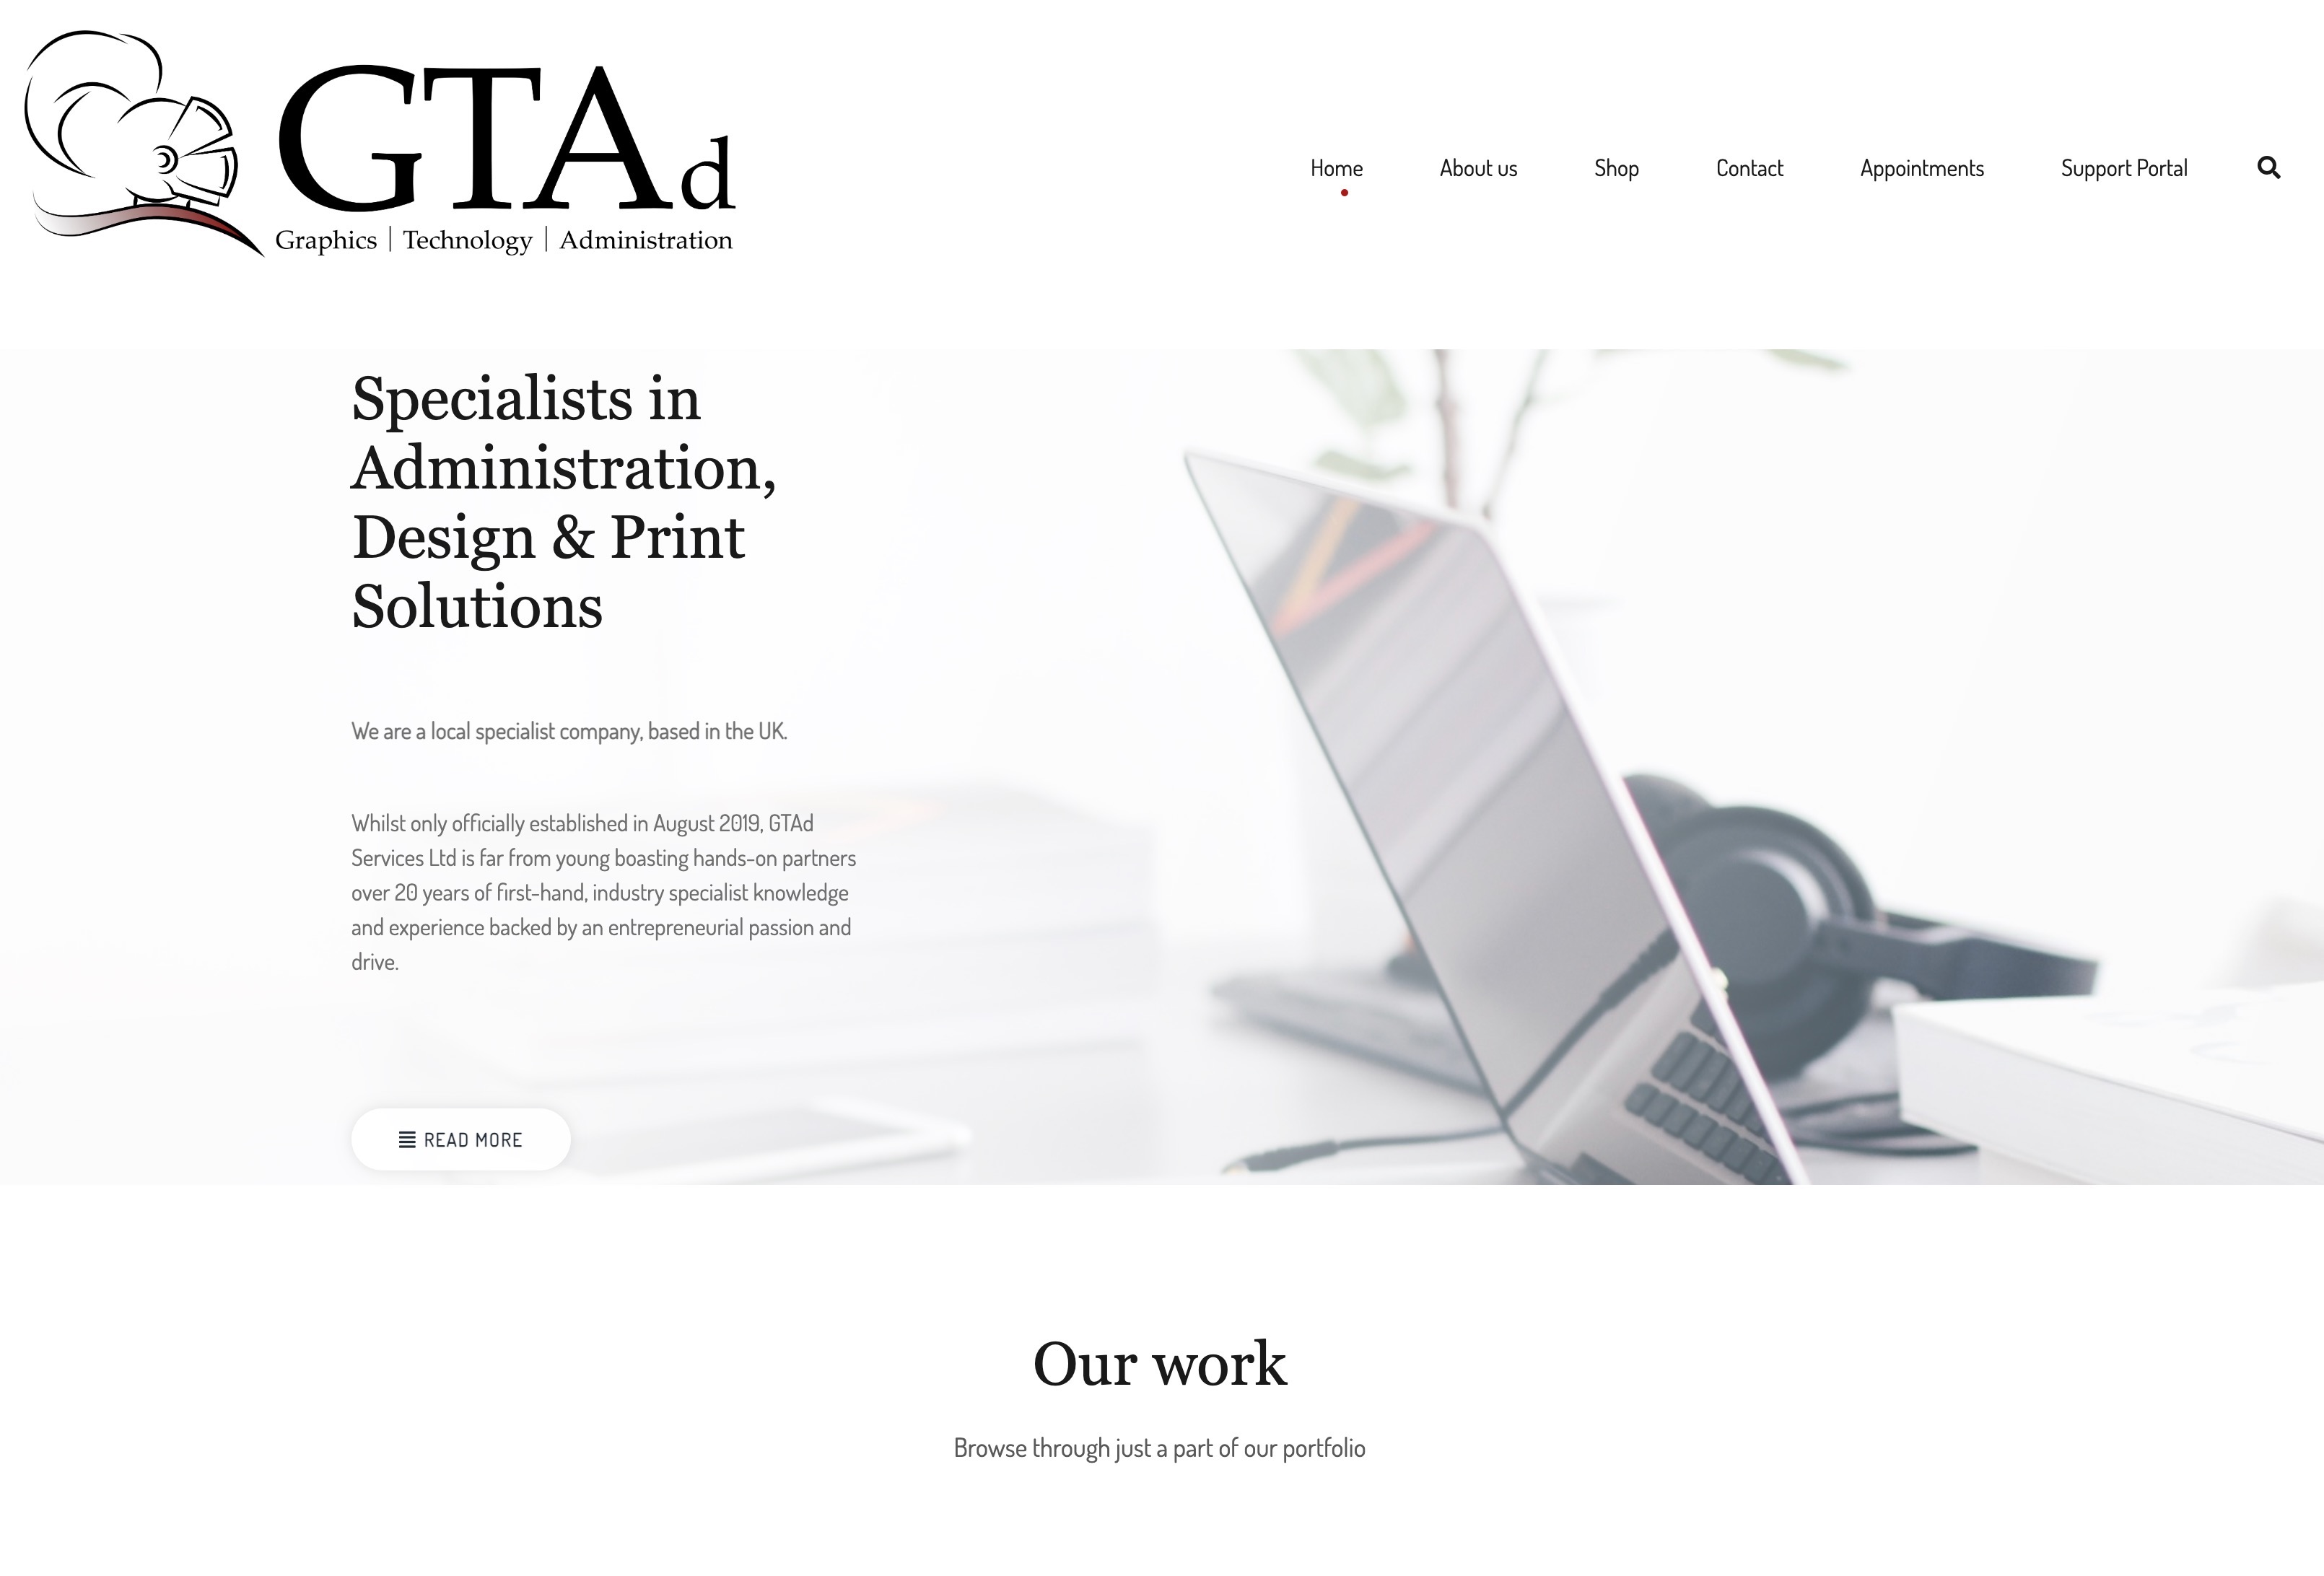 GTAd
Graphics | Technology | Administration
Home
About us
Shop
Contact
Appointments
Support Portal
Specialists in
Administration,
Design & Print
Solutions
We are a local specialist company, based in the UK.
Whilst only officially established in August 2019, GTAd
Services Ltd is far from young boasting hands-on partners
over 20 years of first-hand, industry specialist knowledge
and experience backed by an entrepreneurial passion and
drive.
READ MORE
Our work
Browse through just a part of our portfolio